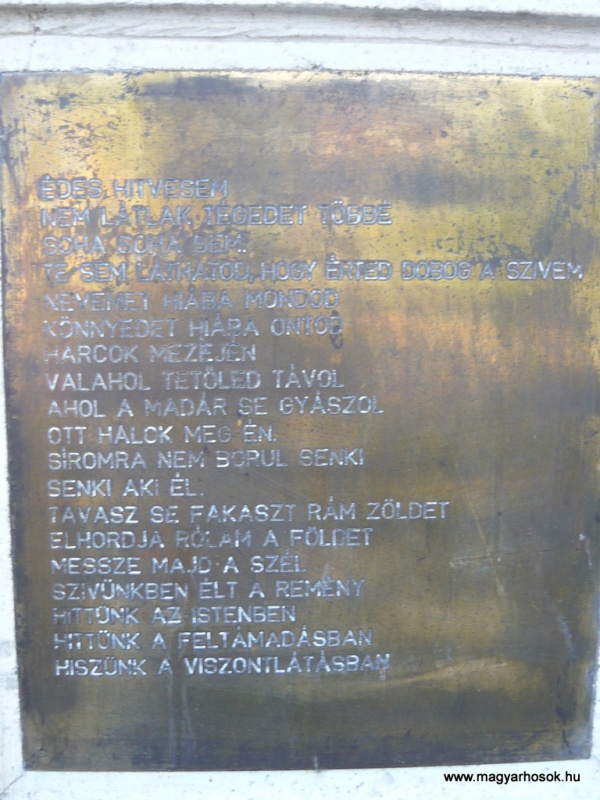 ÉDES HITVESEM
NEM LÁTLAK TÉGEDET TÖBBÉ
SOHA SOHA SEM.
TE SEM LÁTHATOD, HOGY ÉRTED DOBOG A SZIVEM,
NEVEMET HIÁBA MONDOD
KÖNNYEDET HIÁBA ONTOD
HARCOK MEZEJÉN
VALAHOL TETŐLED TÁVOL
AHOL A MADÁR SE GYÁSZOL
OTT HALOK MEG ÉN.
SÍROMRA NEM BORUL SENKI
SENKI AKI ÉL.
TAVASZ SE FAKASZT RÁM ZÖLDET
ELHORDJA RÓLAM A FÖLDET
MESSZE MAJD A SZÉL
SZÍVÜNKBEN ÉLT A REMÉNY
HITTÜNK AZ ISTENBEN
HITTÜNK A FELTÁMADÁSBAN
HISZÜNK A VISZONTLÁTÁSBAN
www.magyarhosok.hu